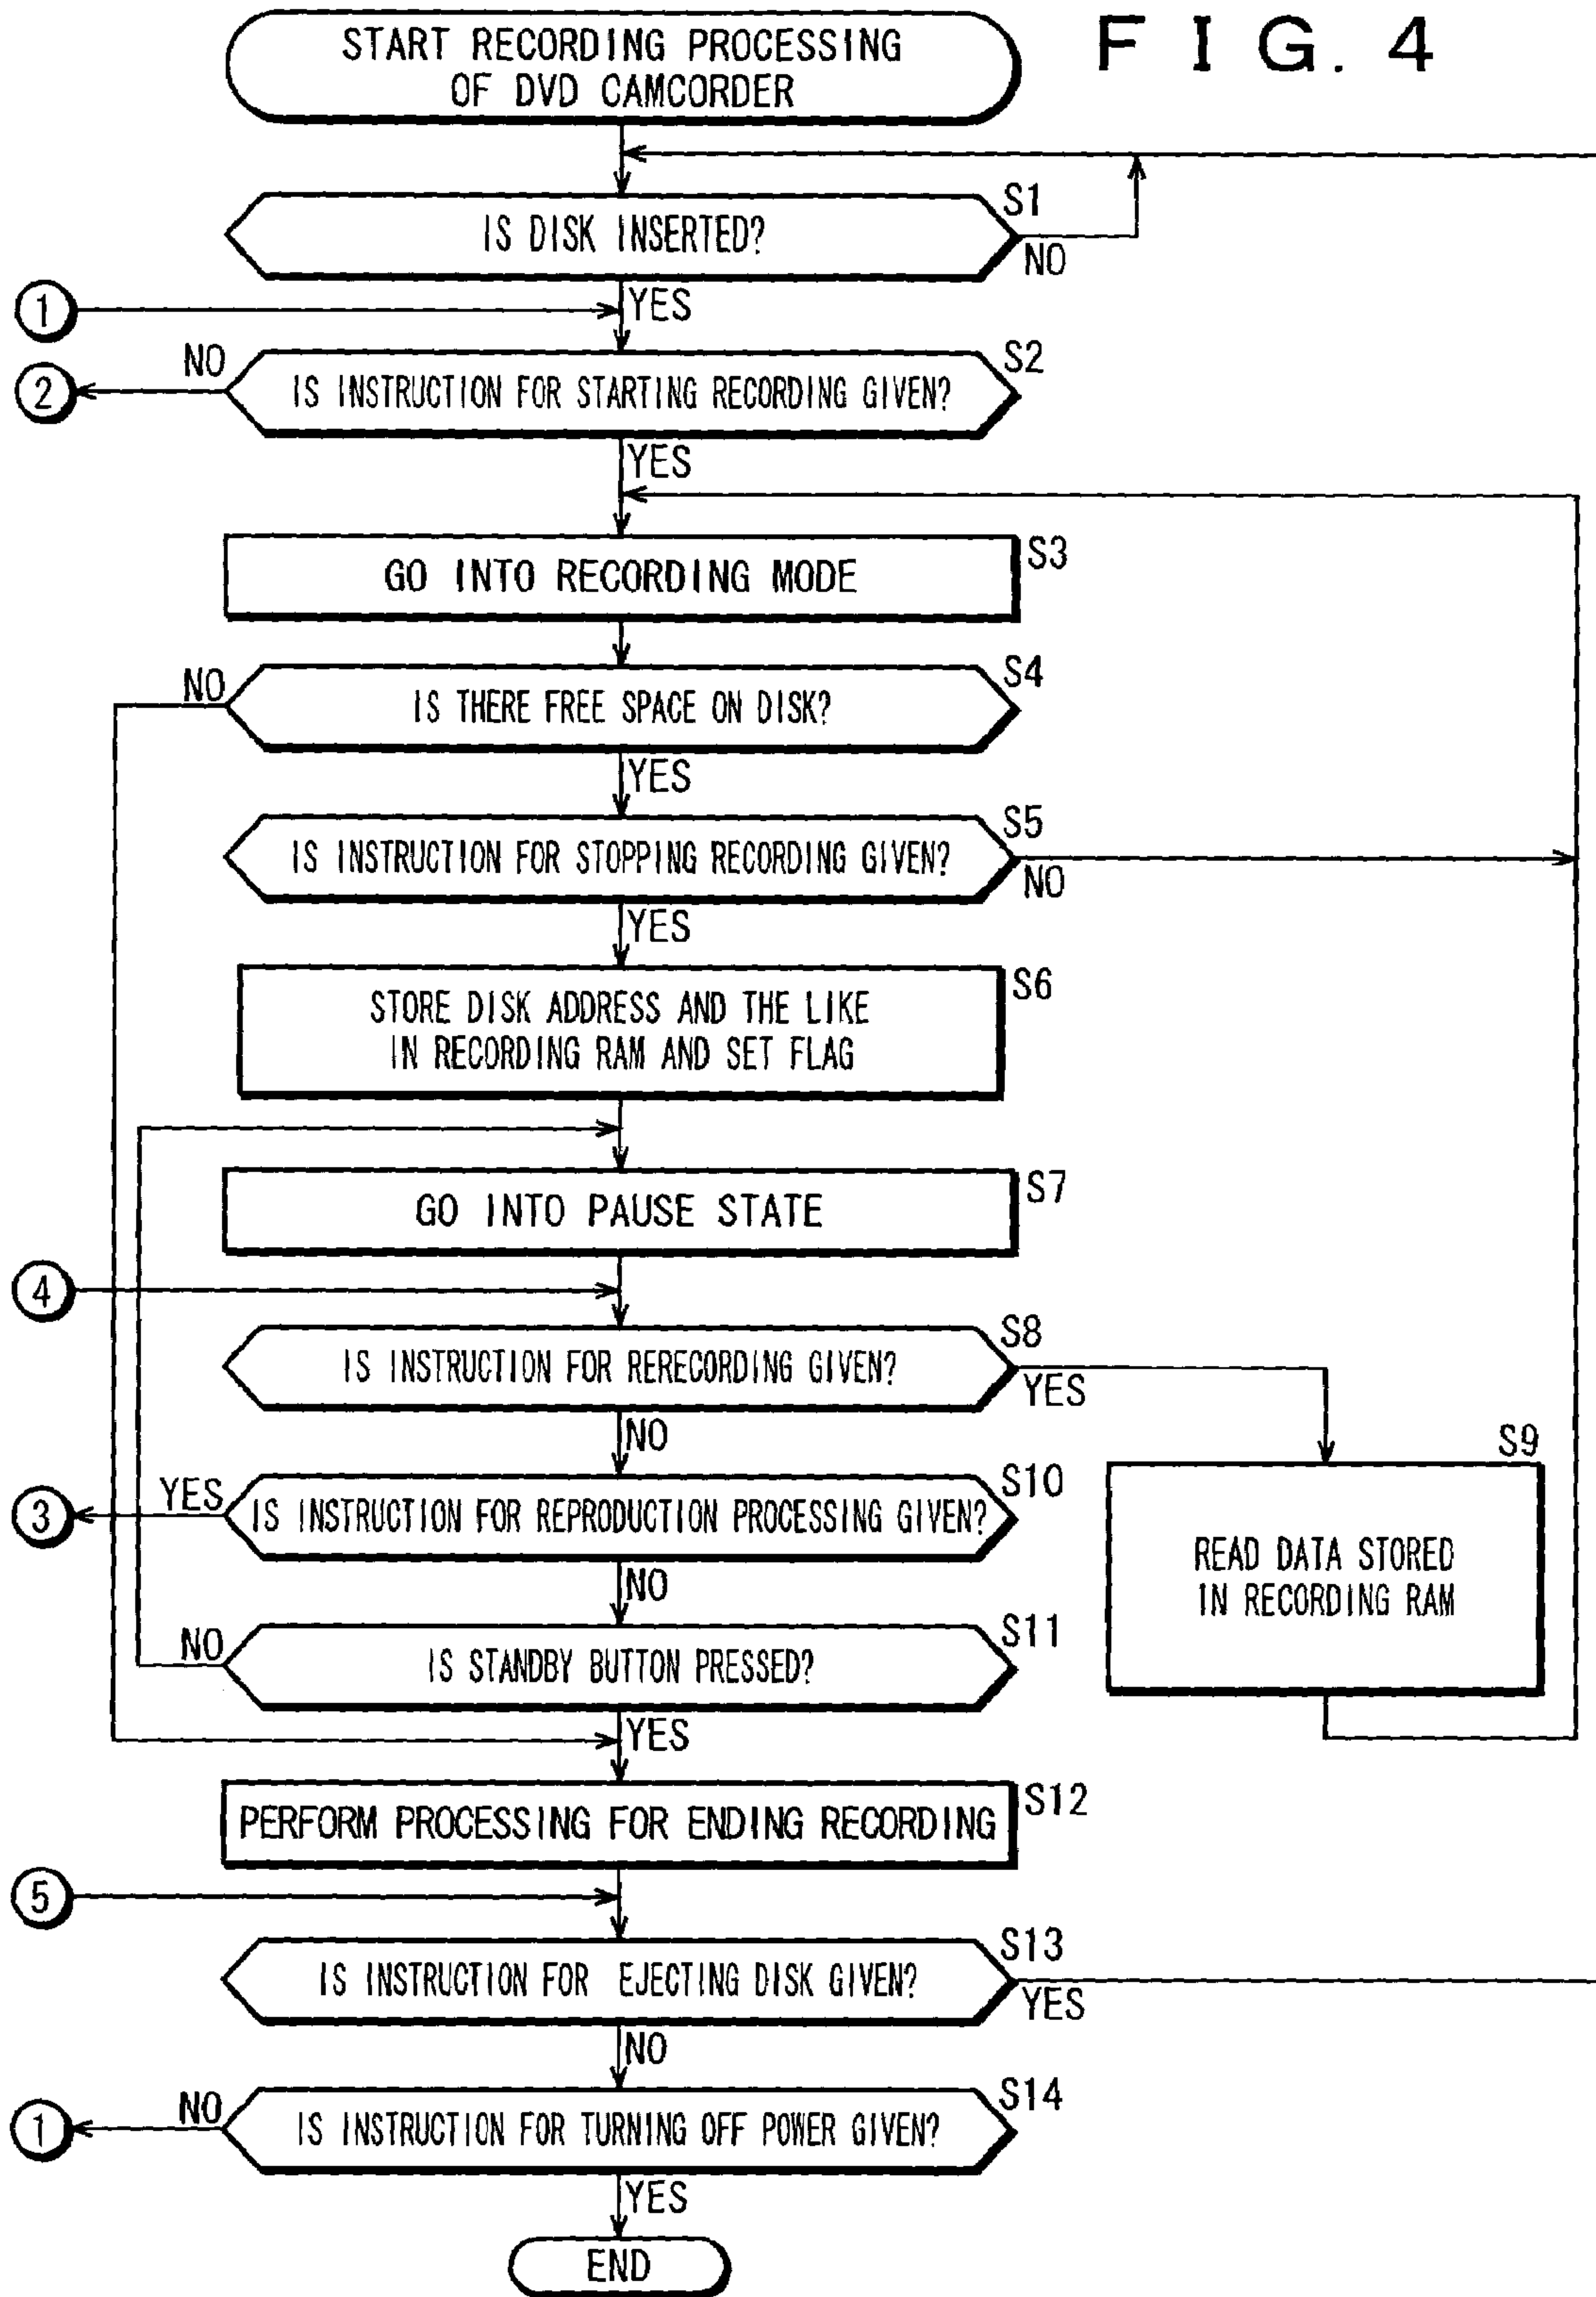 F I G. 4
START RECORDING PROCESSING
OF DVD CAMCORDER
S1
IS DISK INSERTED?
NO
1
YES
NO
S2
2
IS INSTRUCTION FOR STARTING RECORDING GIVEN?
YES
S3
GO INTO RECORDING MODE
NO
S4
IS THERE FREE SPACE ON DISK?
YES
S5
IS INSTRUCTION FOR STOPPING RECORDING GIVEN?
NO
YES
S6
STORE DISK ADDRESS AND THE LIKE
IN RECORDING RAM AND SET FLAG
S7
GO INTO PAUSE STATE
4
S8
IS INSTRUCTION FOR RERECORDING GIVEN?
YES
NO
S9
READ DATA STORED
IN RECORDING RAM
S10
YES
3
IS INSTRUCTION FOR REPRODUCTION PROCESSING GIVEN?
NO
S11
NO
IS STANDBY BUTTON PRESSED?
YES
S12
PERFORM PROCESSING FOR ENDING RECORDING
5
S13
IS INSTRUCTION FOR EJECTING DISK GIVEN?
YES
NO
S14
NO
1
IS INSTRUCTION FOR TURNING OFF POWER GIVEN?
YES
END